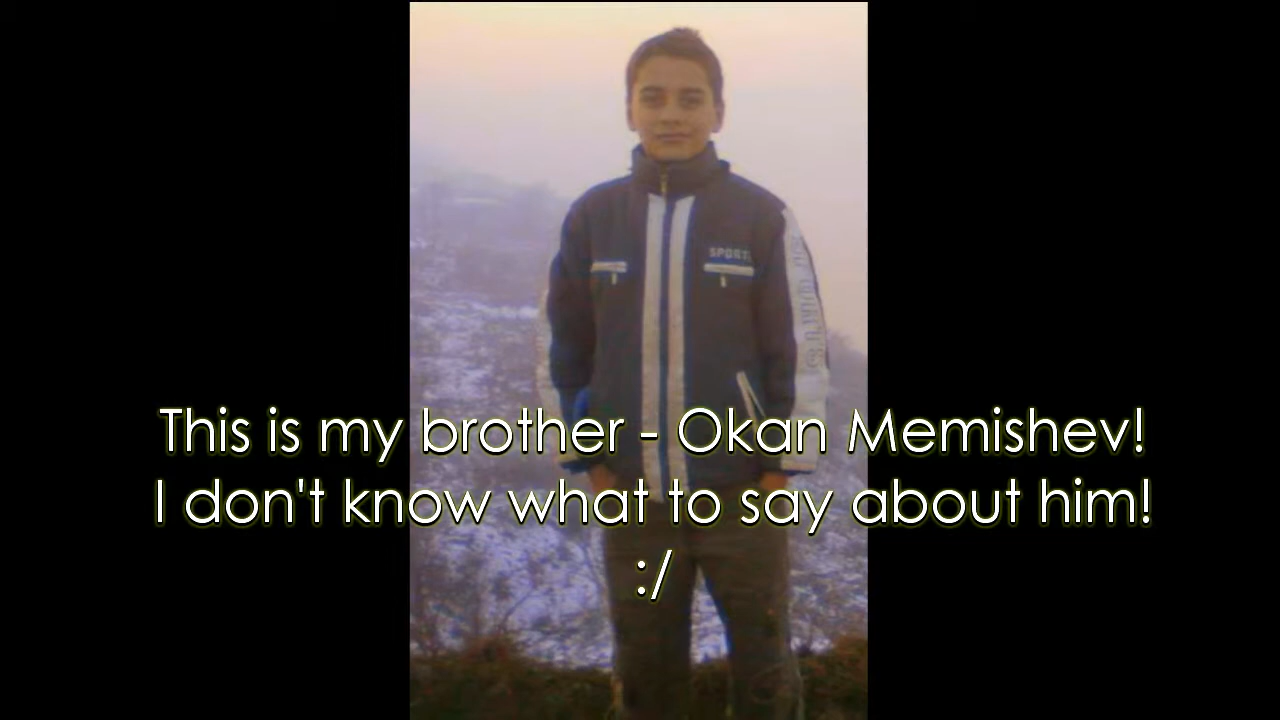 SPORT
This is my brother - Okan Memishev!
I don't know what to say about him!
:/